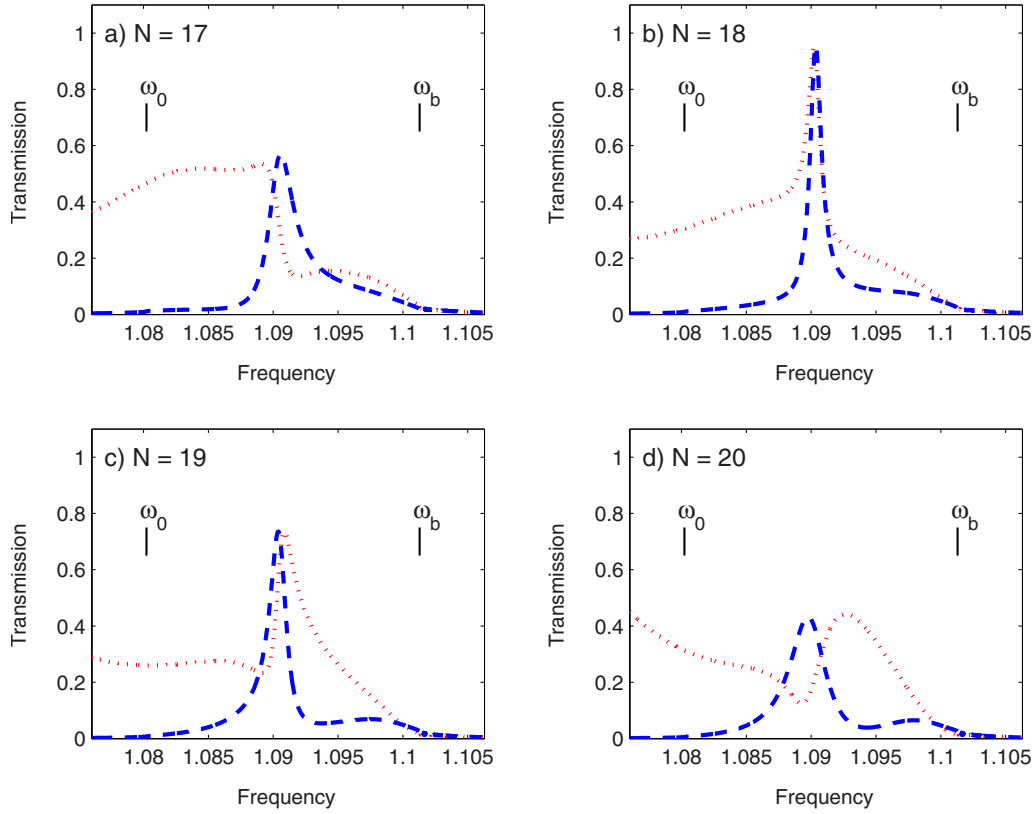 a) N = 17
1
0.8
0.6
0.4
0.2
0
Transmission
ω0
ωb
1.08
1.085
1.09
1.095
1.1
1.105
Frequency
b) N = 18
1
0.8
0.6
0.4
0.2
0
Transmission
ω0
ωb
1.08
1.085
1.09
1.095
1.1
1.105
Frequency
c) N = 19
1
0.8
0.6
0.4
0.2
0
Transmission
ω0
ωb
1.08
1.085
1.09
1.095
1.1
1.105
Frequency
d) N = 20
1
0.8
0.6
0.4
0.2
0
Transmission
ω0
ωb
1.08
1.085
1.09
1.095
1.1
1.105
Frequency